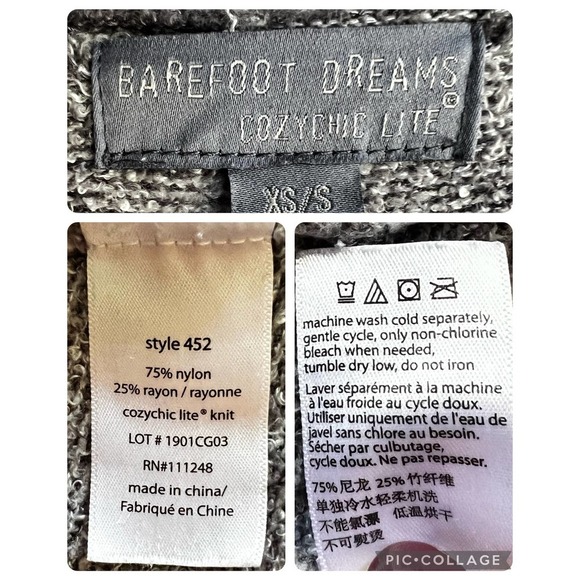 BAREFOOT DREAMS
COZYCHIC LITE®
XS/S
style 452
75% nylon
25% rayon / rayonne
cozychic lite® knit
LOT # 1901CG03
RN#111248
made in china/
Fabriqué en Chine
machine wash cold separately,
gentle cycle, only non-chlorine
bleach when needed,
tumble dry low, do not iron
Laver séparément à la machine
à l'eau froide au cycle doux.
Utiliser uniquement de l'eau de
javel sans chlore au besoin.
Sécher par culbutage,
cycle doux. Ne pas repasser.
75% 尼龙 25% 竹纤维
单独冷水轻柔机洗
不能氯漂 低温烘干
不可熨烫
PIC•COLLAGE